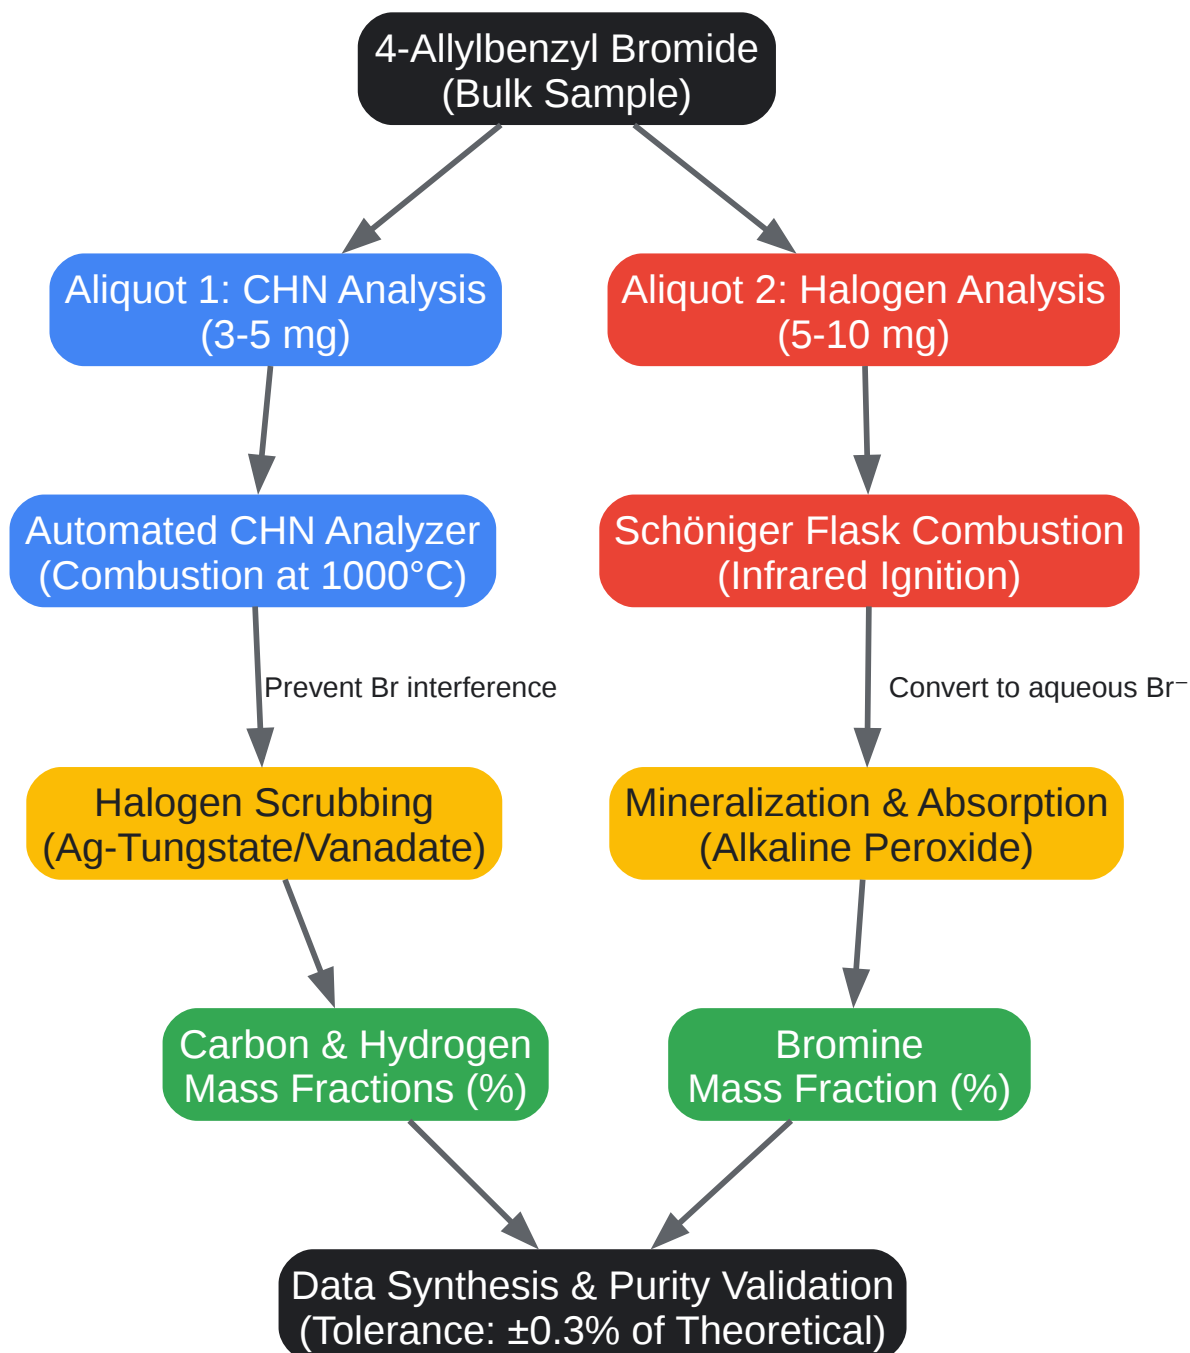 4-Allylbenzyl Bromide
(Bulk Sample)
Aliquot 1: CHN Analysis
(3-5 mg)
Aliquot 2: Halogen Analysis
(5-10 mg)
Automated CHN Analyzer
(Combustion at 1000°C)
Schöniger Flask Combustion
(Infrared Ignition)
Prevent Br interference
Convert to aqueous Br⁻
Halogen Scrubbing
(Ag-Tungstate/Vanadate)
Mineralization & Absorption
(Alkaline Peroxide)
Carbon & Hydrogen
Mass Fractions (%)
Bromine
Mass Fraction (%)
Data Synthesis & Purity Validation
(Tolerance: ±0.3% of Theoretical)